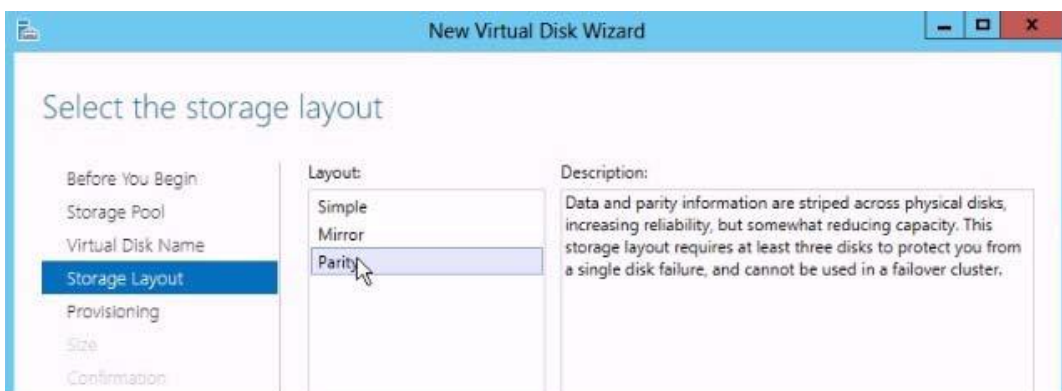 New Virtual Disk Wizard
Select the storage layout
Before You Begin
Storage Pool
Virtual Disk Name
Storage Layout
Provisioning
Size
Confirmation
Layout:
Simple
Mirror
Parity
Description:
Data and parity information are striped across physical disks,
increasing reliability, but somewhat reducing capacity. This
storage layout requires at least three disks to protect you from
a single disk failure, and cannot be used in a failover cluster.